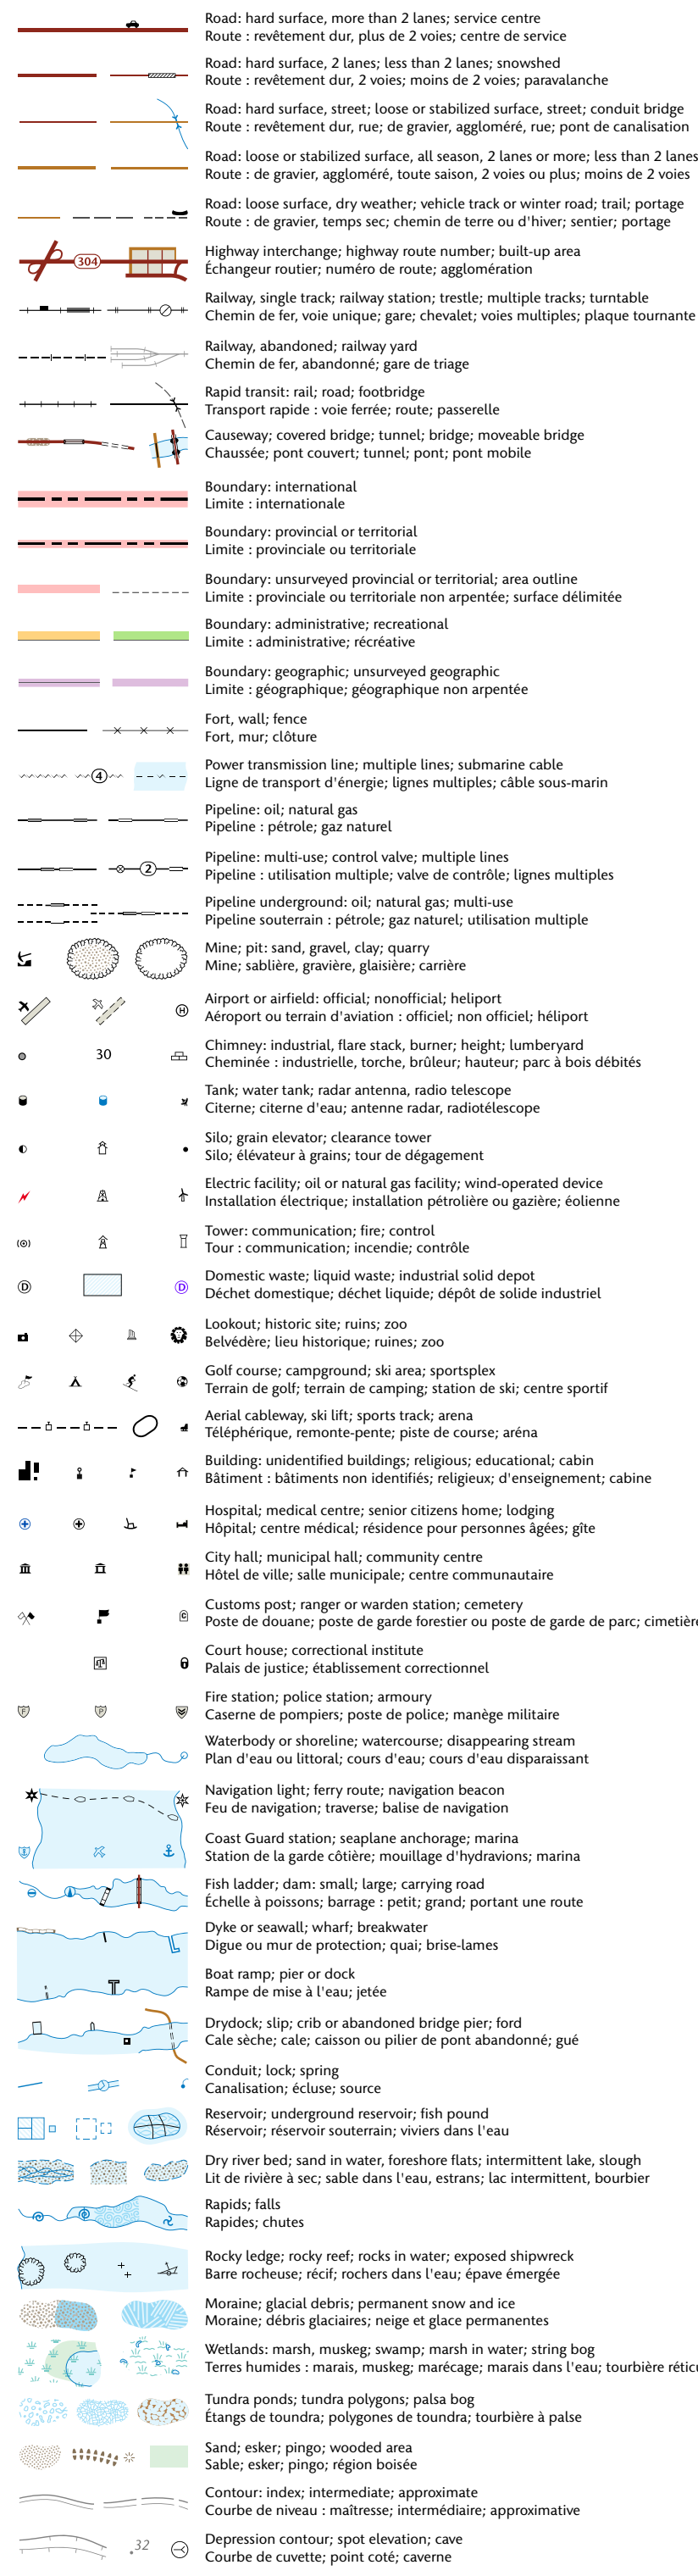 Road: hard surface, more than 2 lanes; service centre
Route : revêtement dur, plus de 2 voies; centre de service
Road: hard surface, 2 lanes; less than 2 lanes; snowshed
Route : revêtement dur, 2 voies; moins de 2 voies; paravalanche
Road: hard surface, street; loose or stabilized surface, street; conduit bridge
Route : revêtement dur, rue; de gravier, aggloméré, rue; pont de canalisation
Road: loose or stabilized surface, all season, 2 lanes or more; less than 2 lanes
Route : de gravier, aggloméré, toute saison, 2 voies ou plus; moins de 2 voies
Road: loose surface, dry weather; vehicle track or winter road; trail; portage
Route : de gravier, temps sec; chemin de terre ou d'hiver; sentier; portage
304
Highway interchange; highway route number; built-up area
Échangeur routier; numéro de route; agglomération
Railway, single track; railway station; trestle; multiple tracks; turntable
Chemin de fer, voie unique; gare; chevalet; voies multiples; plaque tournante
Railway, abandoned; railway yard
Chemin de fer, abandonné; gare de triage
Rapid transit: rail; road; footbridge
Transport rapide : voie ferrée; route; passerelle
Causeway; covered bridge; tunnel; bridge; moveable bridge
Chaussée; pont couvert; tunnel; pont; pont mobile
Boundary: international
Limite : internationale
Boundary: provincial or territorial
Limite : provinciale ou territoriale
Boundary: unsurveyed provincial or territorial; area outline
Limite : provinciale ou territoriale non arpentée; surface délimitée
Boundary: administrative; recreational
Limite : administrative; récréative
Boundary: geographic; unsurveyed geographic
Limite : géographique; géographique non arpentée
Fort, wall; fence
Fort, mur; clôture
4
Power transmission line; multiple lines; submarine cable
Ligne de transport d'énergie; lignes multiples; câble sous-marin
Pipeline: oil; natural gas
Pipeline : pétrole; gaz naturel
2
Pipeline: multi-use; control valve; multiple lines
Pipeline : utilisation multiple; valve de contrôle; lignes multiples
Pipeline underground: oil; natural gas; multi-use
Pipeline souterrain : pétrole; gaz naturel; utilisation multiple
Mine; pit: sand, gravel, clay; quarry
Mine; sablière, gravière, glaisière; carrière
H
Airport or airfield: official; nonofficial; heliport
Aéroport ou terrain d'aviation : officiel; non officiel; héliport
30
Chimney: industrial, flare stack, burner; height; lumberyard
Cheminée : industrielle, torche, brûleur; hauteur; parc à bois débités
Tank; water tank; radar antenna, radio telescope
Citerne; citerne d'eau; antenne radar, radiotélescope
Silo; grain elevator; clearance tower
Silo; élévateur à grains; tour de dégagement
Electric facility; oil or natural gas facility; wind-operated device
Installation électrique; installation pétrolière ou gazière; éolienne
Tower: communication; fire; control
Tour : communication; incendie; contrôle
D D
Domestic waste; liquid waste; industrial solid depot
Déchet domestique; déchet liquide; dépôt de solide industriel
Lookout; historic site; ruins; zoo
Belvédère; lieu historique; ruines; zoo
Golf course; campground; ski area; sportsplex
Terrain de golf; terrain de camping; station de ski; centre sportif
Aerial cableway, ski lift; sports track; arena
Téléphérique, remonte-pente; piste de course; aréna
Building: unidentified buildings; religious; educational; cabin
Bâtiment : bâtiments non identifiés; religieux; d'enseignement; cabine
Hospital; medical centre; senior citizens home; lodging
Hôpital; centre médical; résidence pour personnes âgées; gîte
City hall; municipal hall; community centre
Hôtel de ville; salle municipale; centre communautaire
C
Customs post; ranger or warden station; cemetery
Poste de douane; poste de garde forestier ou poste de garde de parc; cimetière
Court house; correctional institute
Palais de justice; établissement correctionnel
F P
Fire station; police station; armoury
Caserne de pompiers; poste de police; manège militaire
Waterbody or shoreline; watercourse; disappearing stream
Plan d'eau ou littoral; cours d'eau; cours d'eau disparaissant
Navigation light; ferry route; navigation beacon
Feu de navigation; traverse; balise de navigation
Coast Guard station; seaplane anchorage; marina
Station de la garde côtière; mouillage d'hydravions; marina
Fish ladder; dam: small; large; carrying road
Échelle à poissons; barrage : petit; grand; portant une route
Dyke or seawall; wharf; breakwater
Digue ou mur de protection; quai; brise-lames
Boat ramp; pier or dock
Rampe de mise à l'eau; jetée
Drydock; slip; crib or abandoned bridge pier; ford
Cale sèche; cale; caisson ou pilier de pont abandonné; gué
Conduit; lock; spring
Canalisation; écluse; source
Reservoir; underground reservoir; fish pound
Réservoir; réservoir souterrain; viviers dans l'eau
Dry river bed; sand in water, foreshore flats; intermittent lake, slough
Lit de rivière à sec; sable dans l'eau, estrans; lac intermittent, bourbier
Rapids; falls
Rapides; chutes
Rocky ledge; rocky reef; rocks in water; exposed shipwreck
Barre rocheuse; récif; rochers dans l'eau; épave émergée
Moraine; glacial debris; permanent snow and ice
Moraine; débris glaciaires; neige et glace permanentes
Wetlands: marsh, muskeg; swamp; marsh in water; string bog
Terres humides : marais, muskeg; marécage; marais dans l'eau; tourbière
Tundra ponds; tundra polygons; palsa bog
Étangs de toundra; polygones de toundra; tourbière à palse
Sand; esker; pingo; wooded area
Sable; esker; pingo; région boisée
Contour: index; intermediate; approximate
Courbe de niveau : maîtresse; intermédiaire; approximative
.32
Depression contour; spot elevation; cave
Courbe de cuvette; point coté; caverne